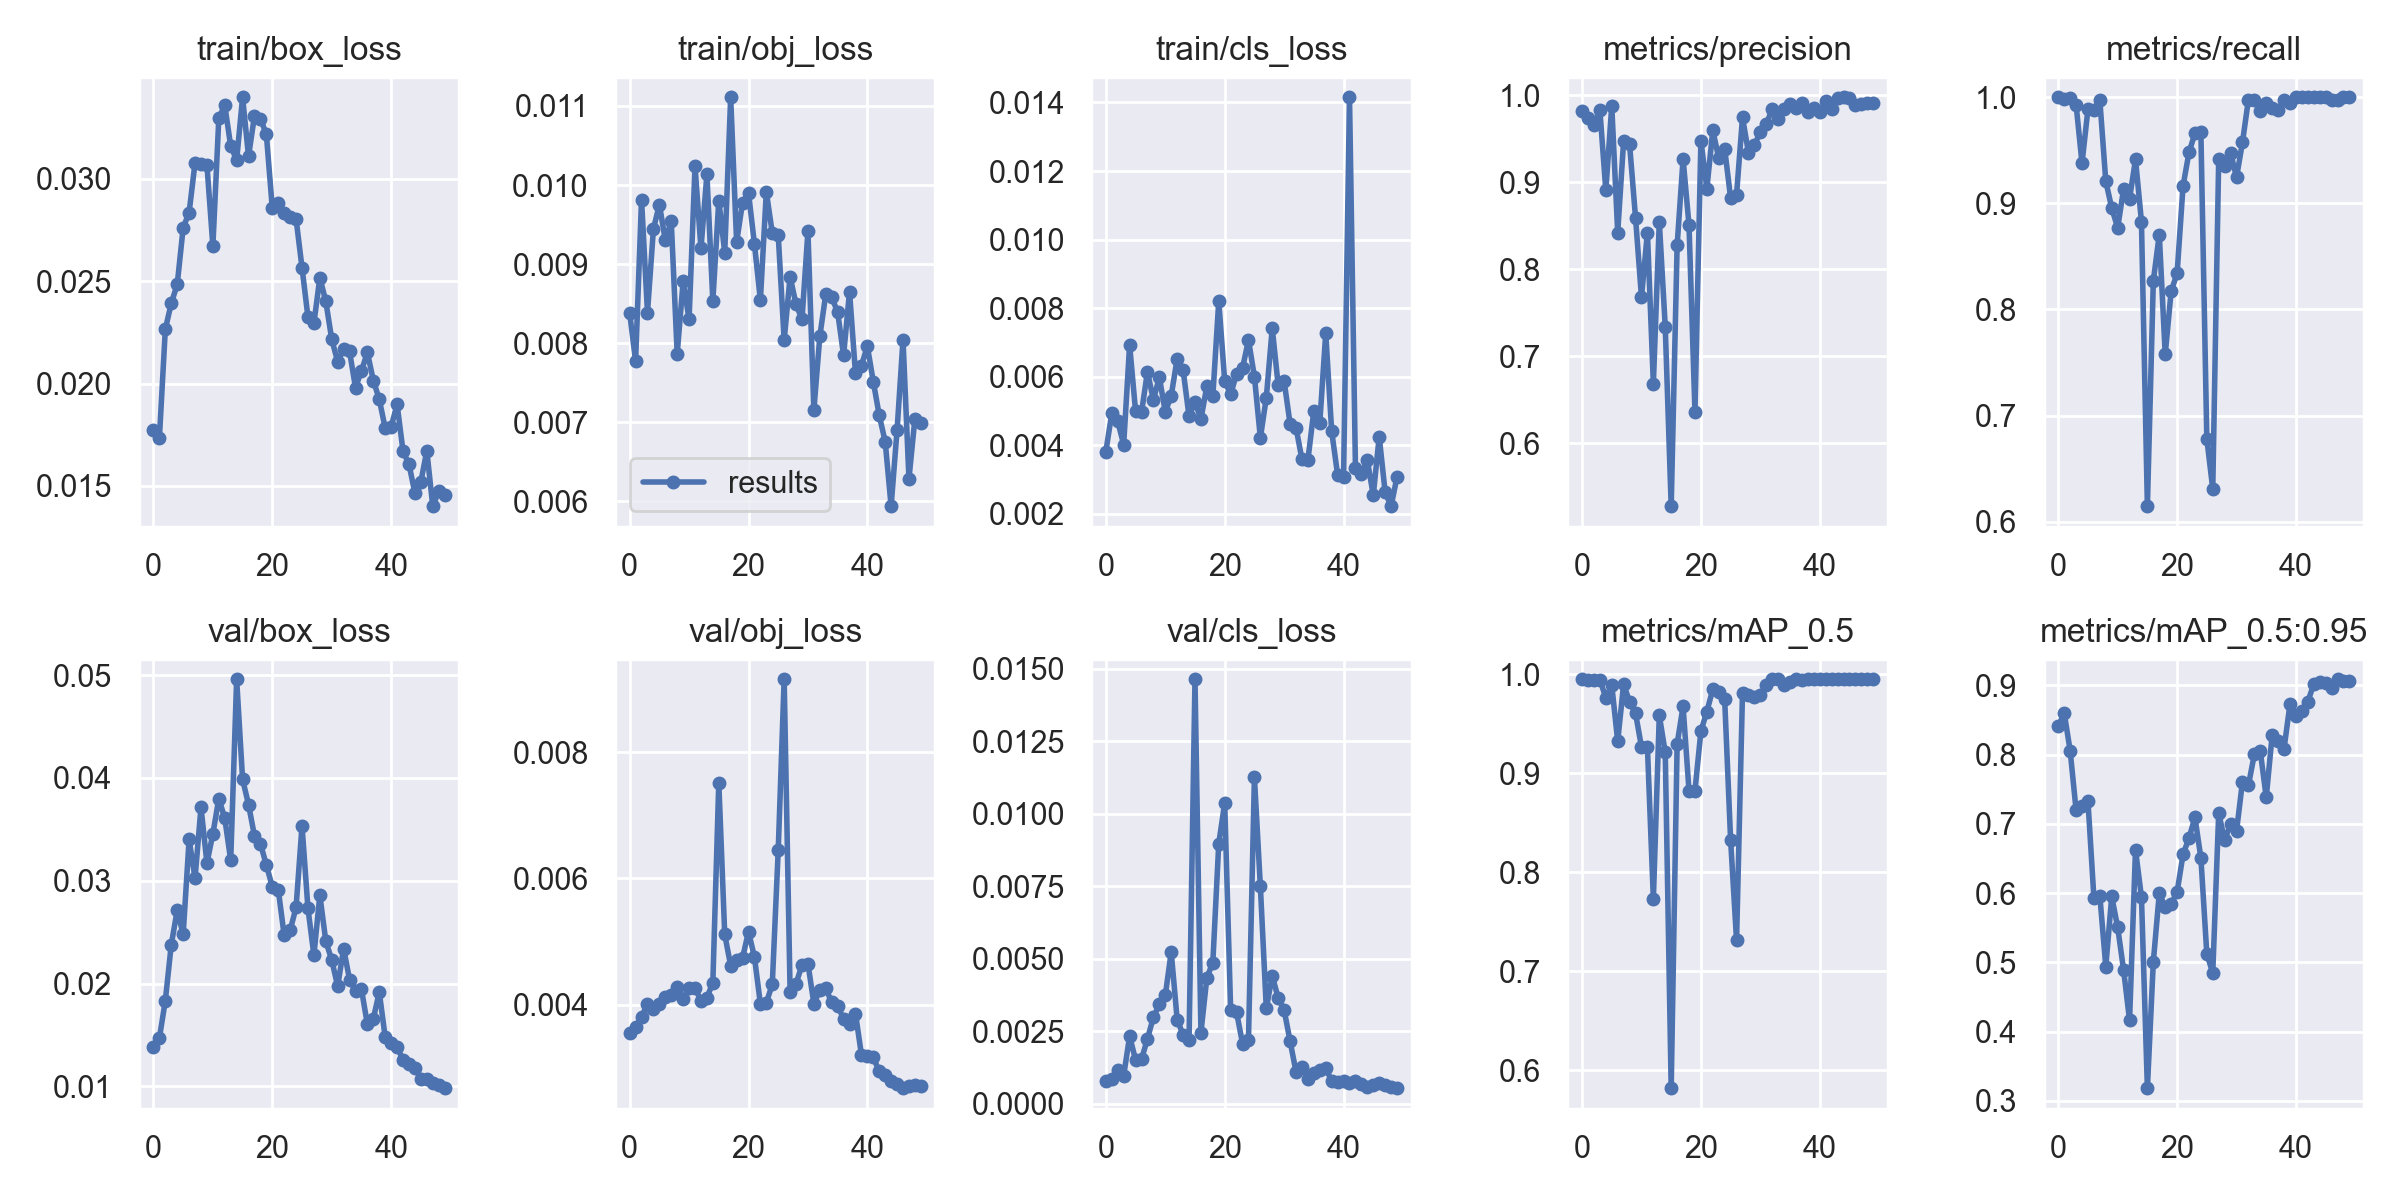 train/box_loss
0.030
0.025
0.020
0.015
0 20 40
train/obj_loss
0.011
0.010
0.009
0.008
0.007
0.006
results
0 20 40
train/cls_loss
0.014
0.012
0.010
0.008
0.006
0.004
0.002
0 20 40
metrics/precision
1.0
0.9
0.8
0.7
0.6
0 20 40
metrics/recall
1.0
0.9
0.8
0.7
0.6
0 20 40
val/box_loss
0.05
0.04
0.03
0.02
0.01
0 20 40
val/obj_loss
0.008
0.006
0.004
0 20 40
val/cls_loss
0.0150
0.0125
0.0100
0.0075
0.0050
0.0025
0.0000
0 20 40
metrics/mAP_0.5
1.0
0.9
0.8
0.7
0.6
0 20 40
metrics/mAP_0.5:0.95
0.9
0.8
0.7
0.6
0.5
0.4
0.3
0 20 40